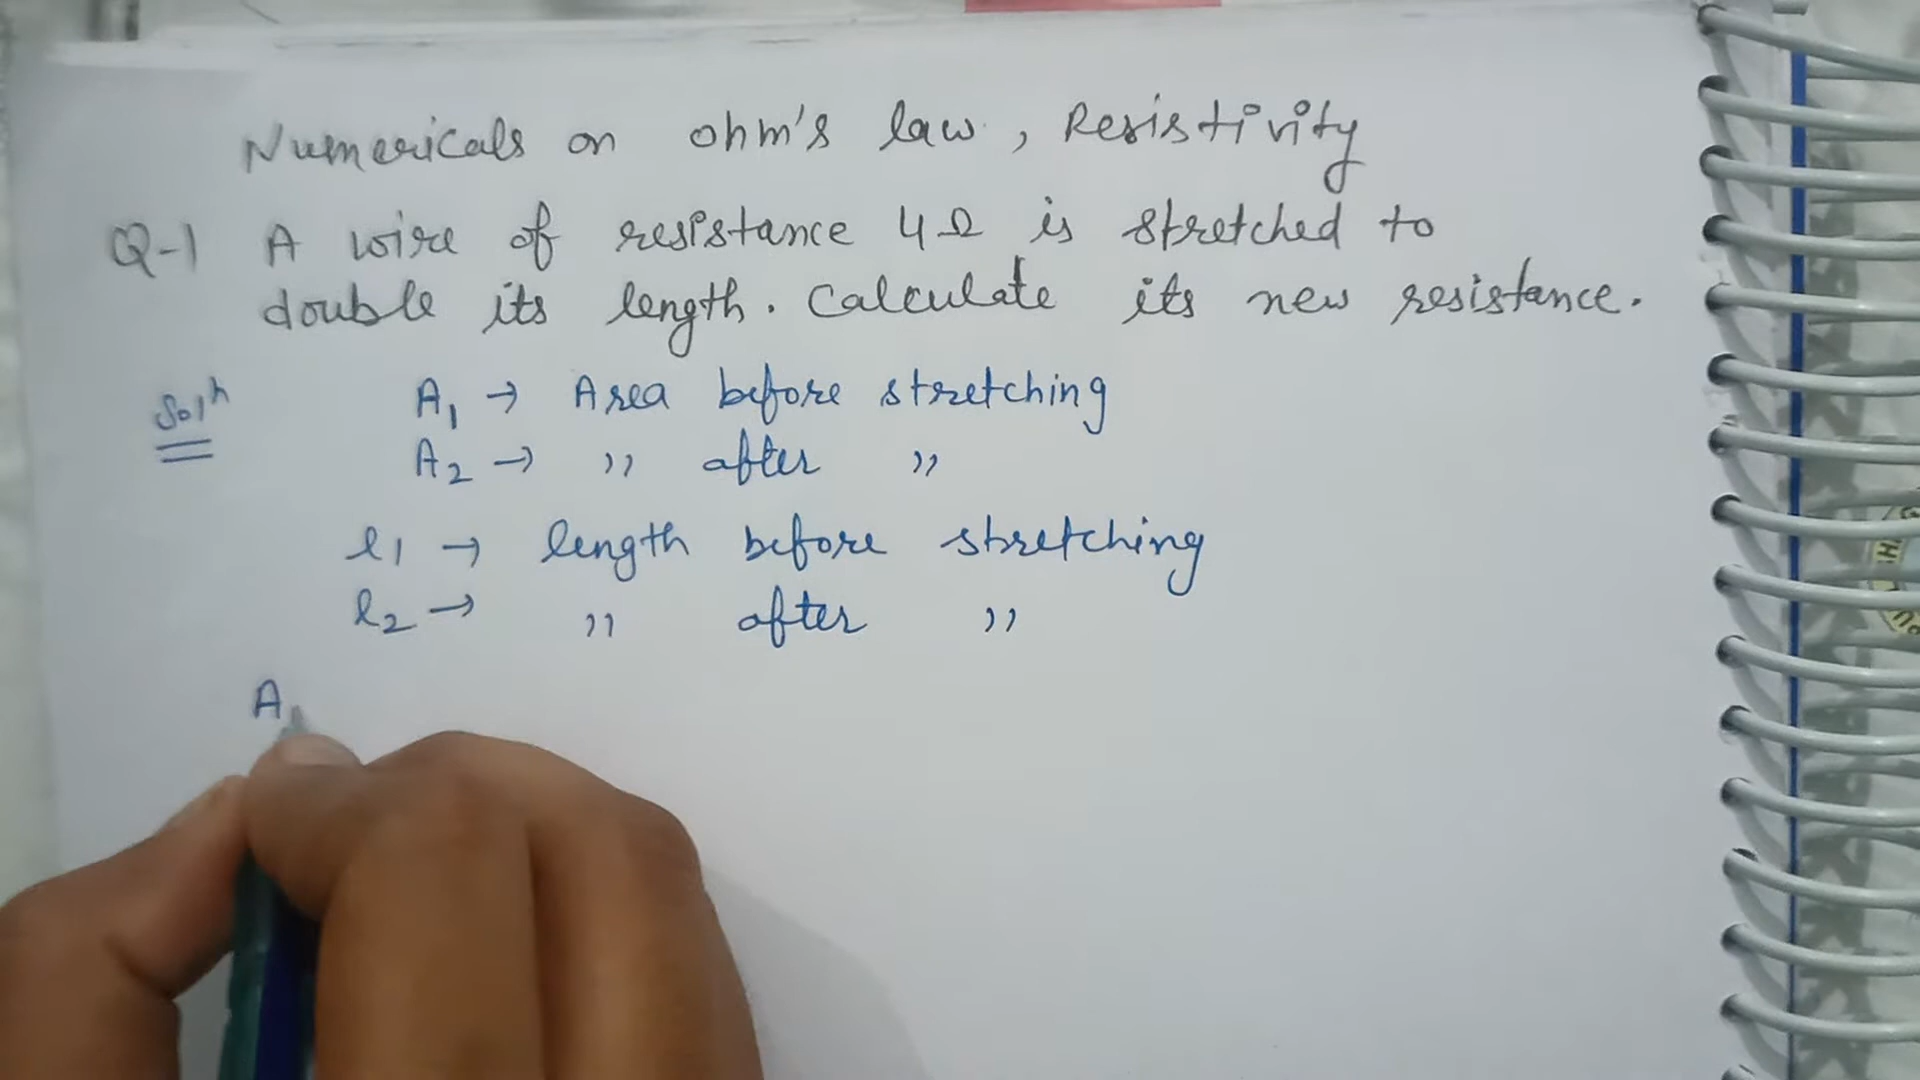 Numericals on ohm's law, Resistivity
Q-1 A wire of resistance 4Ω is stretched to
double its length. Calculate its new resistance.
Solⁿ
A₁ → Area before stretching
A₂ → ,, after ,,
l₁ → length before stretching
l₂ → ,, after ,,
A